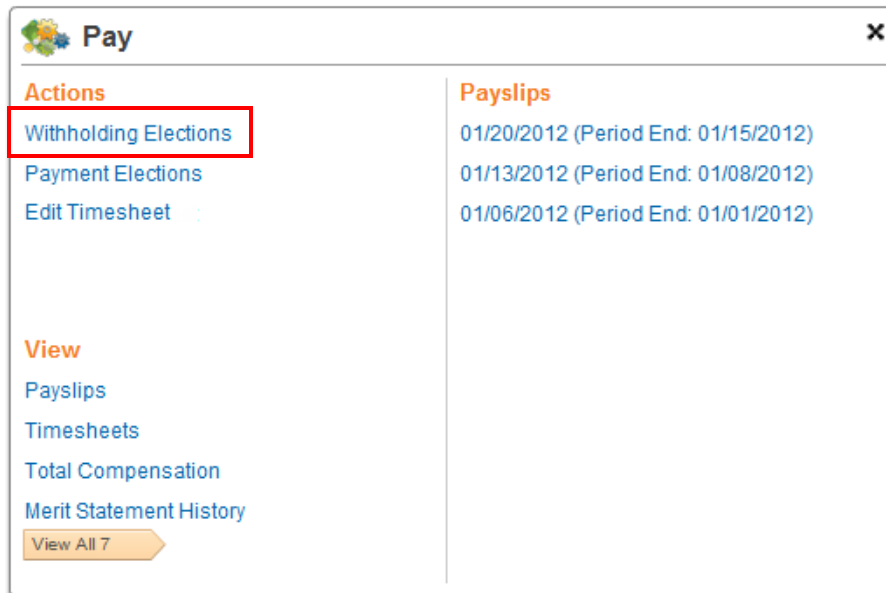 Pay
Actions
Withholding Elections
Payment Elections
Edit Timesheet
View
Payslips
Timesheets
Total Compensation
Merit Statement History
View All 7
Payslips
01/20/2012 (Period End: 01/15/2012)
01/13/2012 (Period End: 01/08/2012)
01/06/2012 (Period End: 01/01/2012)